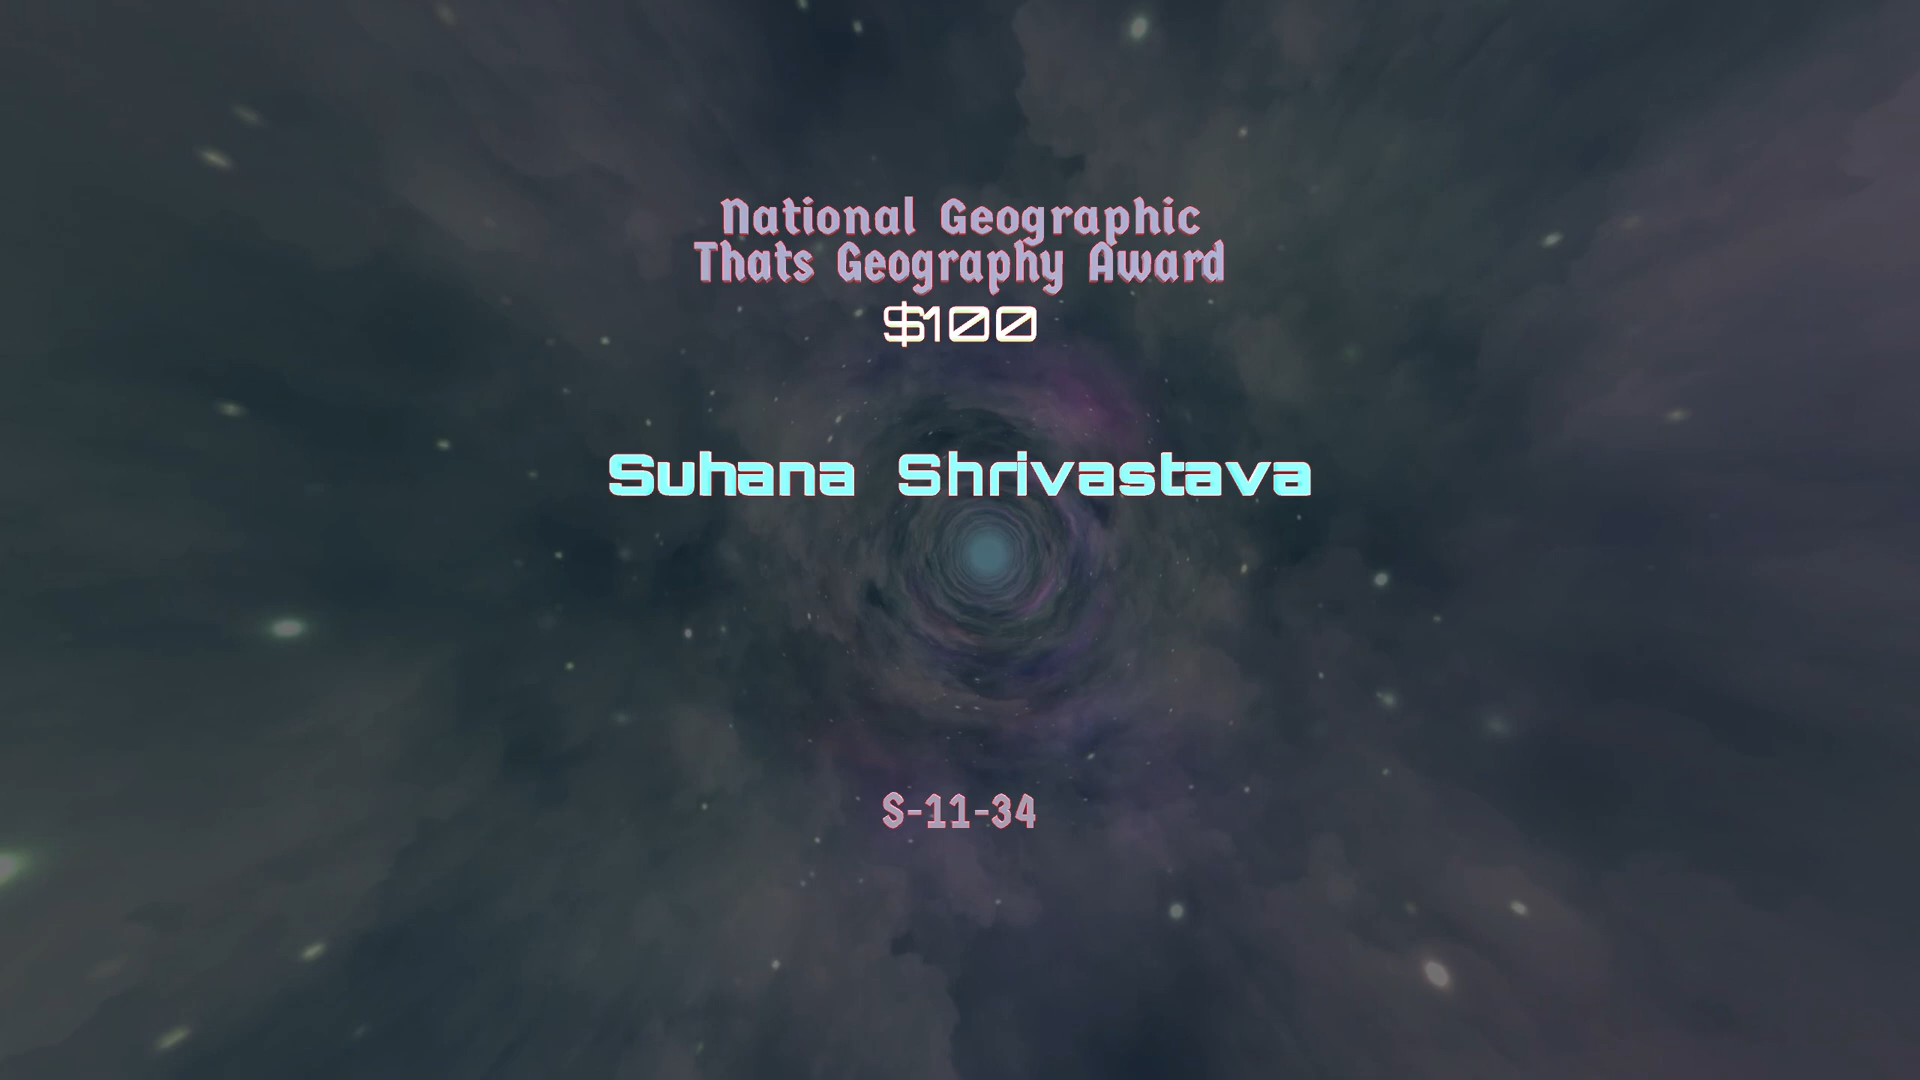 National Geographic
Thats Geography Award
$100
Suhana Shrivastava
S-11-34